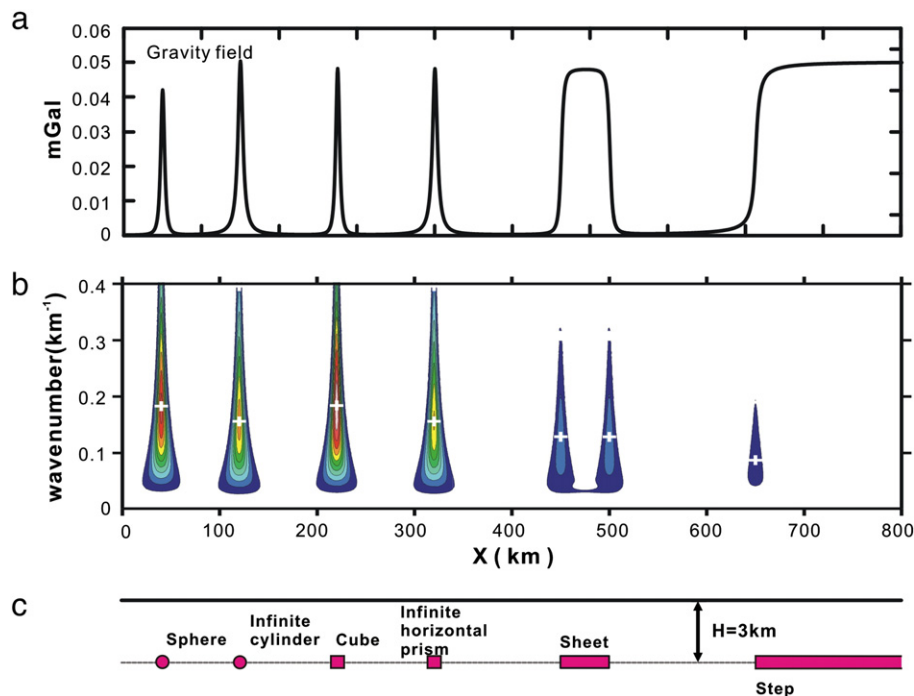 a
Gravity field
mGal
0.05
0.04
0.03
0.02
0.01
0
b
wavenumber(km-1)
0.4
0.3
0.2
0.1
0
0 100 200 300 400 500 600 700 800
X ( km )
c
Sphere
Infinite
cylinder
Cube
Infinite
horizontal
prism
Sheet
H=3km
Step